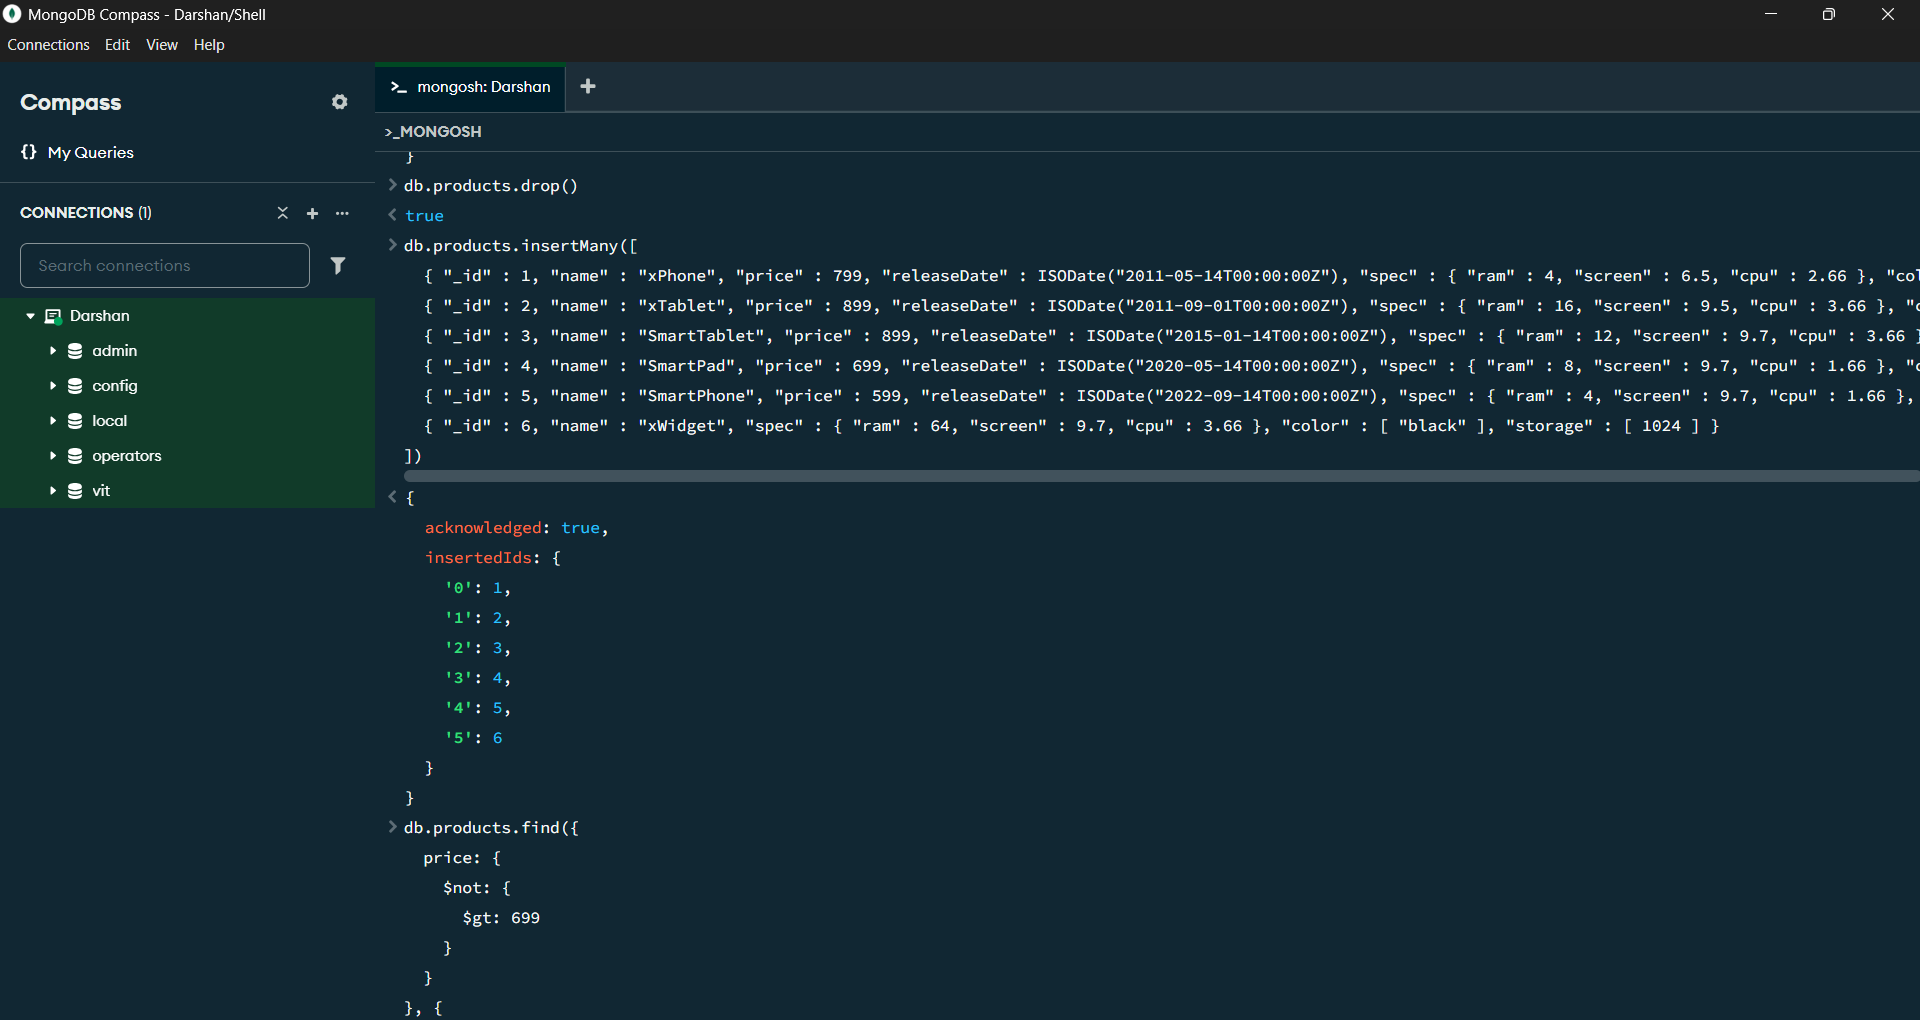 MongoDB Compass - Darshan/Shell
Connections Edit View Help
Compass
{} My Queries
CONNECTIONS (1)
Search connections
Darshan
admin
config
local
operators
vit
>_ mongosh: Darshan
>_MONGOSH
}
> db.products.drop()
< true
> db.products.insertMany([
{ "_id" : 1, "name" : "xPhone", "price" : 799, "releaseDate" : ISODate("2011-05-14T00:00:00Z"), "spec" : { "ram" : 4, "screen" : 6.5, "cpu" : 2.66 }, "col
{ "_id" : 2, "name" : "xTablet", "price" : 899, "releaseDate" : ISODate("2011-09-01T00:00:00Z"), "spec" : { "ram" : 16, "screen" : 9.5, "cpu" : 3.66 }, "c
{ "_id" : 3, "name" : "SmartTablet", "price" : 899, "releaseDate" : ISODate("2015-01-14T00:00:00Z"), "spec" : { "ram" : 12, "screen" : 9.7, "cpu" : 3.66 }
{ "_id" : 4, "name" : "SmartPad", "price" : 699, "releaseDate" : ISODate("2020-05-14T00:00:00Z"), "spec" : { "ram" : 8, "screen" : 9.7, "cpu" : 1.66 }, "c
{ "_id" : 5, "name" : "SmartPhone", "price" : 599, "releaseDate" : ISODate("2022-09-14T00:00:00Z"), "spec" : { "ram" : 4, "screen" : 9.7, "cpu" : 1.66 },
{ "_id" : 6, "name" : "xWidget", "spec" : { "ram" : 64, "screen" : 9.7, "cpu" : 3.66 }, "color" : [ "black" ], "storage" : [ 1024 ] }
])
< {
acknowledged: true,
insertedIds: {
'0': 1,
'1': 2,
'2': 3,
'3': 4,
'4': 5,
'5': 6
}
}
> db.products.find({
price: {
$not: {
$gt: 699
}
}
}, {